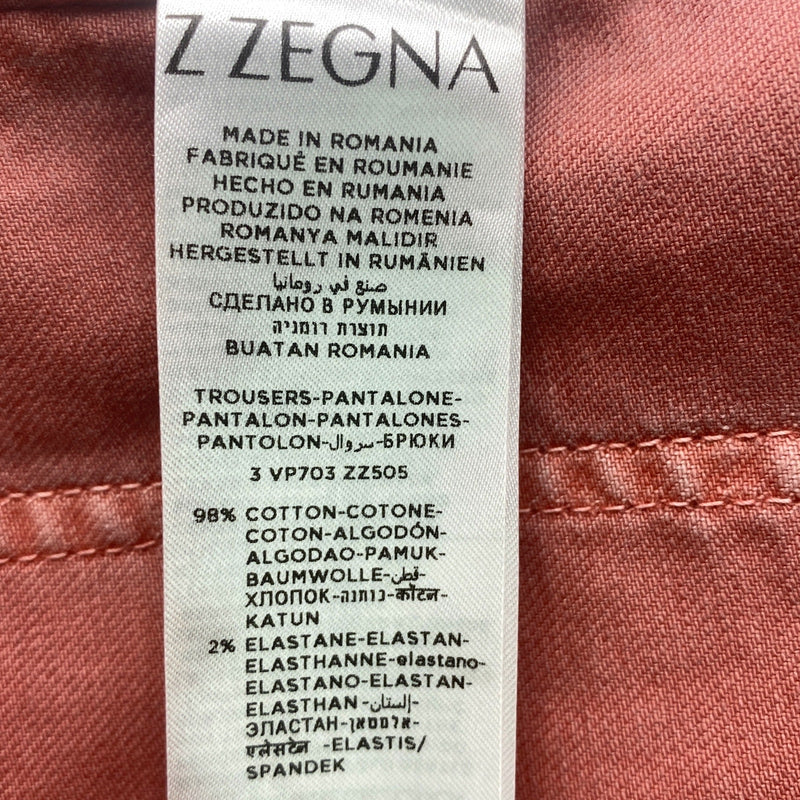 Z ZEGNA
MADE IN ROMANIA
FABRIQUÉ EN ROUMANIE
HECHO EN RUMANIA
PRODUZIDO NA ROMENIA
ROMANYA MALIDIR
HERGESTELLT IN RUMÄNIEN
صنع في رومانيا
СДЕЛАНО В РУМЫНИИ
תוצרת רומניה
BUATAN ROMANIA
TROUSERS-PANTALONE-
PANTALON-PANTALONES-
PANTOLON-سروال-БРЮКИ
3 VP703 ZZ505
98% COTTON-COTONE-
COTON-ALGODÓN-
ALGODAO-PAMUK-
BAUMWOLLE-قطن-
ХЛОПОК-כותנה-कॉटन-
KATUN
2% ELASTANE-ELASTAN-
ELASTHANNE-elastano-
ELASTANO-ELASTAN-
ELASTHAN-إلستان-
ЭЛАСТАН-אלסטאן-
एलेसटेन -ELASTIS/
SPANDEK